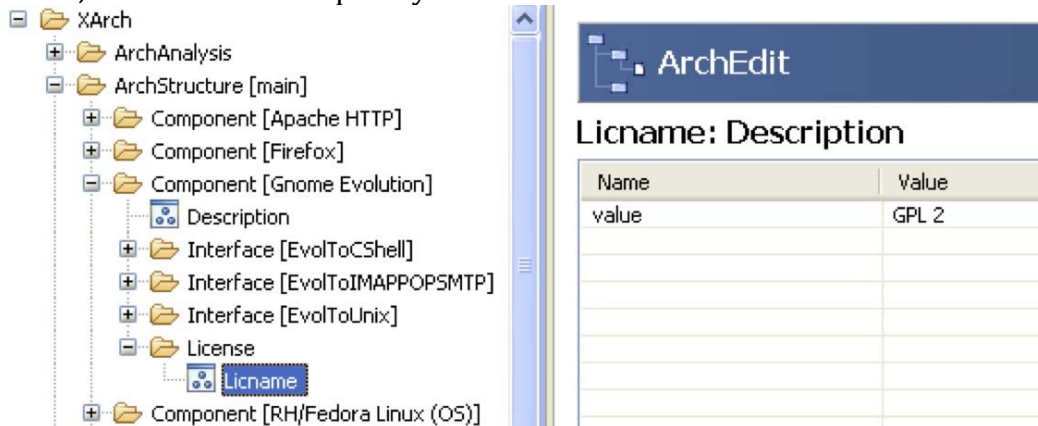 XArch
ArchAnalysis
ArchStructure [main]
Component [Apache HTTP]
Component [Firefox]
Component [Gnome Evolution]
Description
Interface [EvolToCShell]
Interface [EvolToIMAPPOPSMTP]
Interface [EvolToUnix]
License
Licname
Component [RH/Fedora Linux (OS)]
ArchEdit
Licname: Description
Name Value
value GPL 2